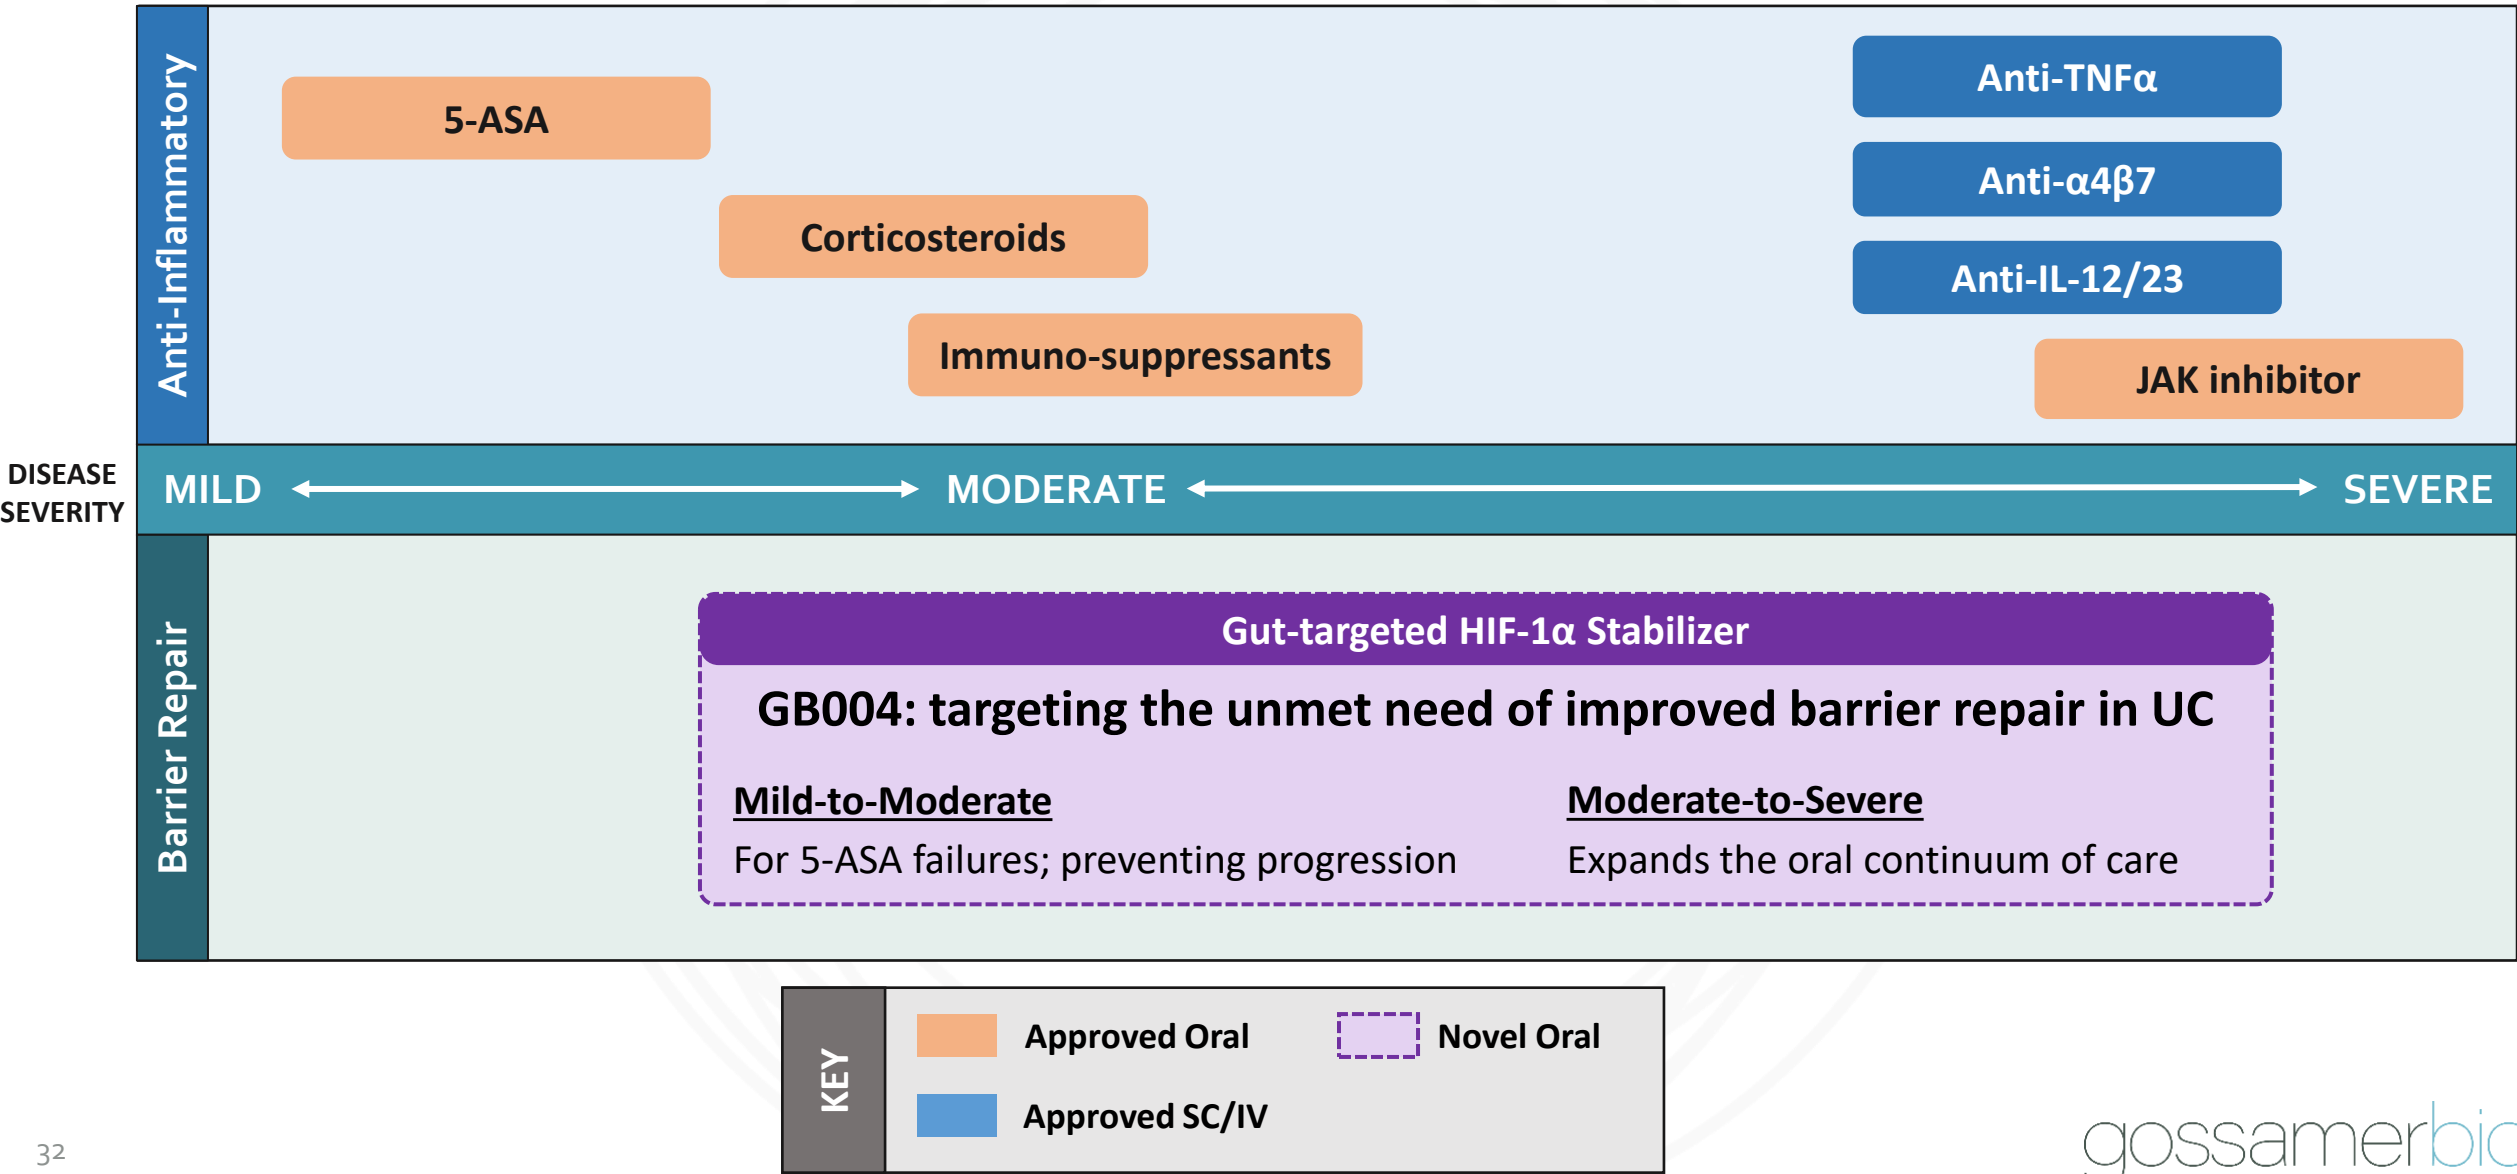 Anti-Inflammatory
5-ASA
Corticosteroids
Immuno-suppressants
Anti-TNFα
Anti-α4β7
Anti-IL-12/23
JAK inhibitor
DISEASE
SEVERITY
MILD MODERATE SEVERE
Barrier Repair
Gut-targeted HIF-1α Stabilizer
GB004: targeting the unmet need of improved barrier repair in UC
Mild-to-Moderate
For 5-ASA failures; preventing progression
Moderate-to-Severe
Expands the oral continuum of care
KEY
Approved Oral
Novel Oral
Approved SC/IV
32
gossamerbio